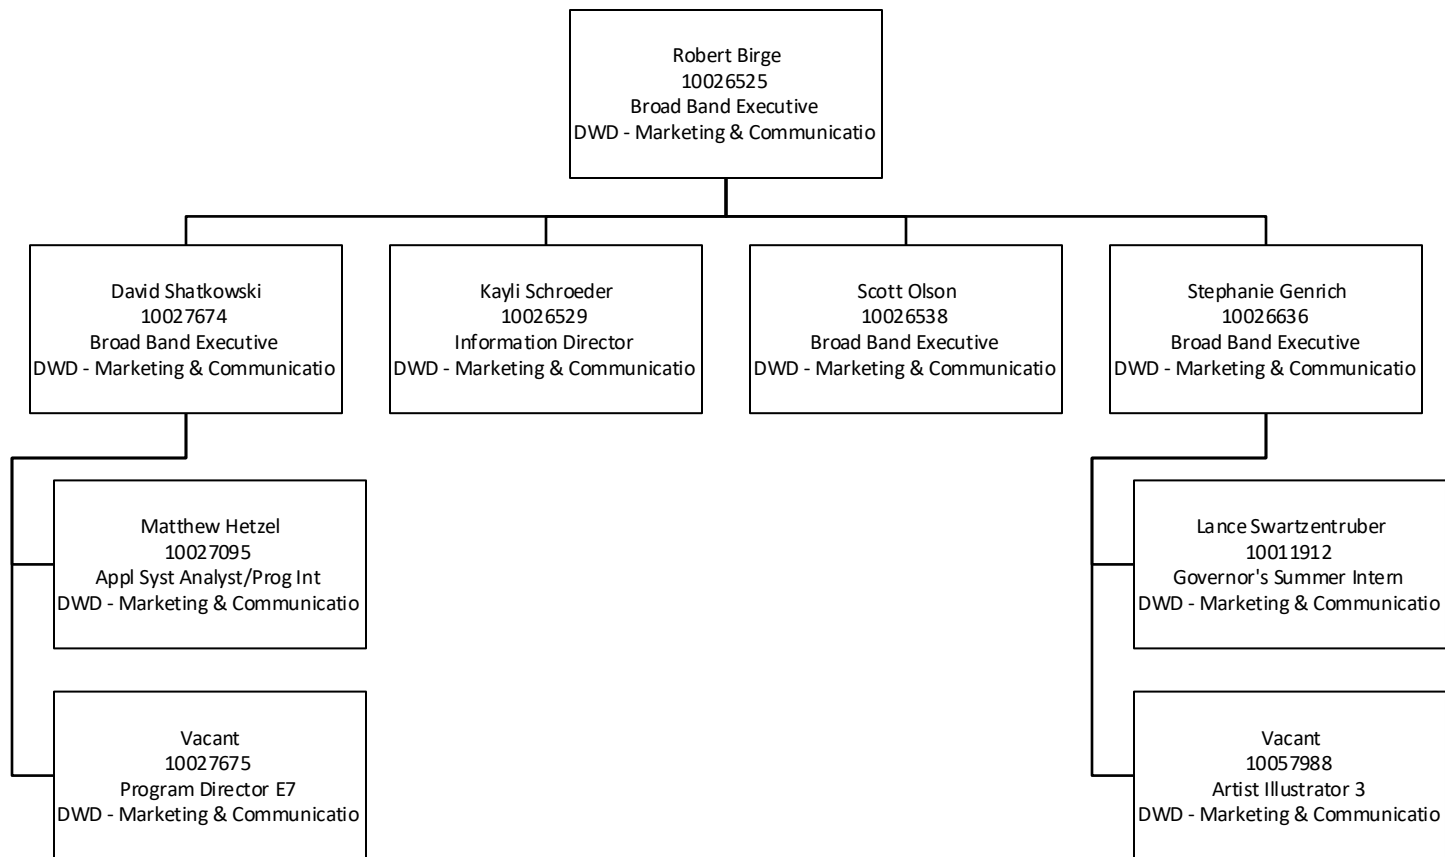 Robert Birge
10026525
Broad Band Executive
DWD - Marketing & Communicatio
David Shatkowski
10027674
Broad Band Executive
DWD - Marketing & Communicatio
Kayli Schroeder
10026529
Information Director
DWD - Marketing & Communicatio
Scott Olson
10026538
Broad Band Executive
DWD - Marketing & Communicatio
Stephanie Genrich
10026636
Broad Band Executive
DWD - Marketing & Communicatio
Matthew Hetzel
10027095
Appl Syst Analyst/Prog Int
DWD - Marketing & Communicatio
Lance Swartzentruber
10011912
Governor's Summer Intern
DWD - Marketing & Communicatio
Vacant
10027675
Program Director E7
DWD - Marketing & Communicatio
Vacant
10057988
Artist Illustrator 3
DWD - Marketing & Communicatio